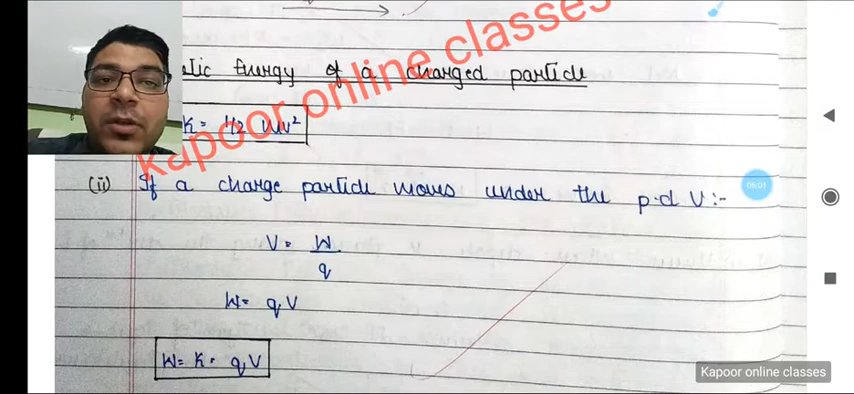 Kapoor online classes
Energy of a charged particle
K = 1/2 mv²
(ii) If a charge particle moves under the p.d V:-
V = W/q
W = qV
W = K = qV
Kapoor online classes